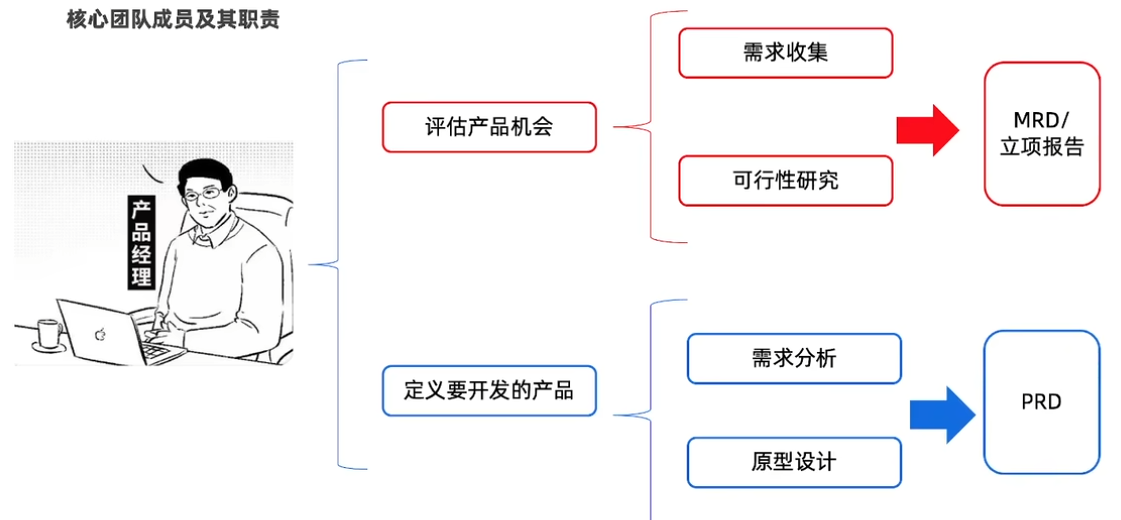 核心团队成员及其职责
产品经理
评估产品机会
需求收集
可行性研究
MRD/
立项报告
定义要开发的产品
需求分析
原型设计
PRD